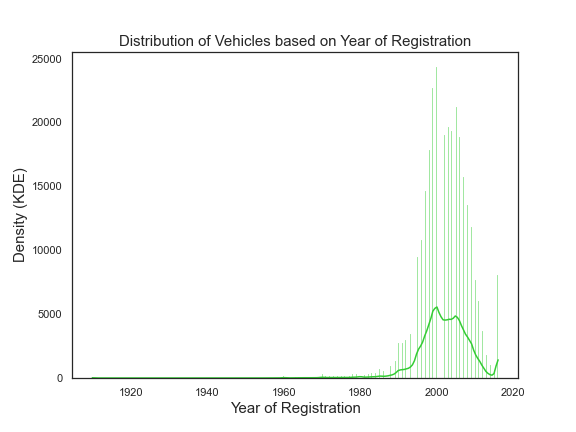 Distribution of Vehicles based on Year of Registration
25000
20000
15000
10000
5000
0
Density (KDE)
1920 1940 1960 1980 2000 2020
Year of Registration